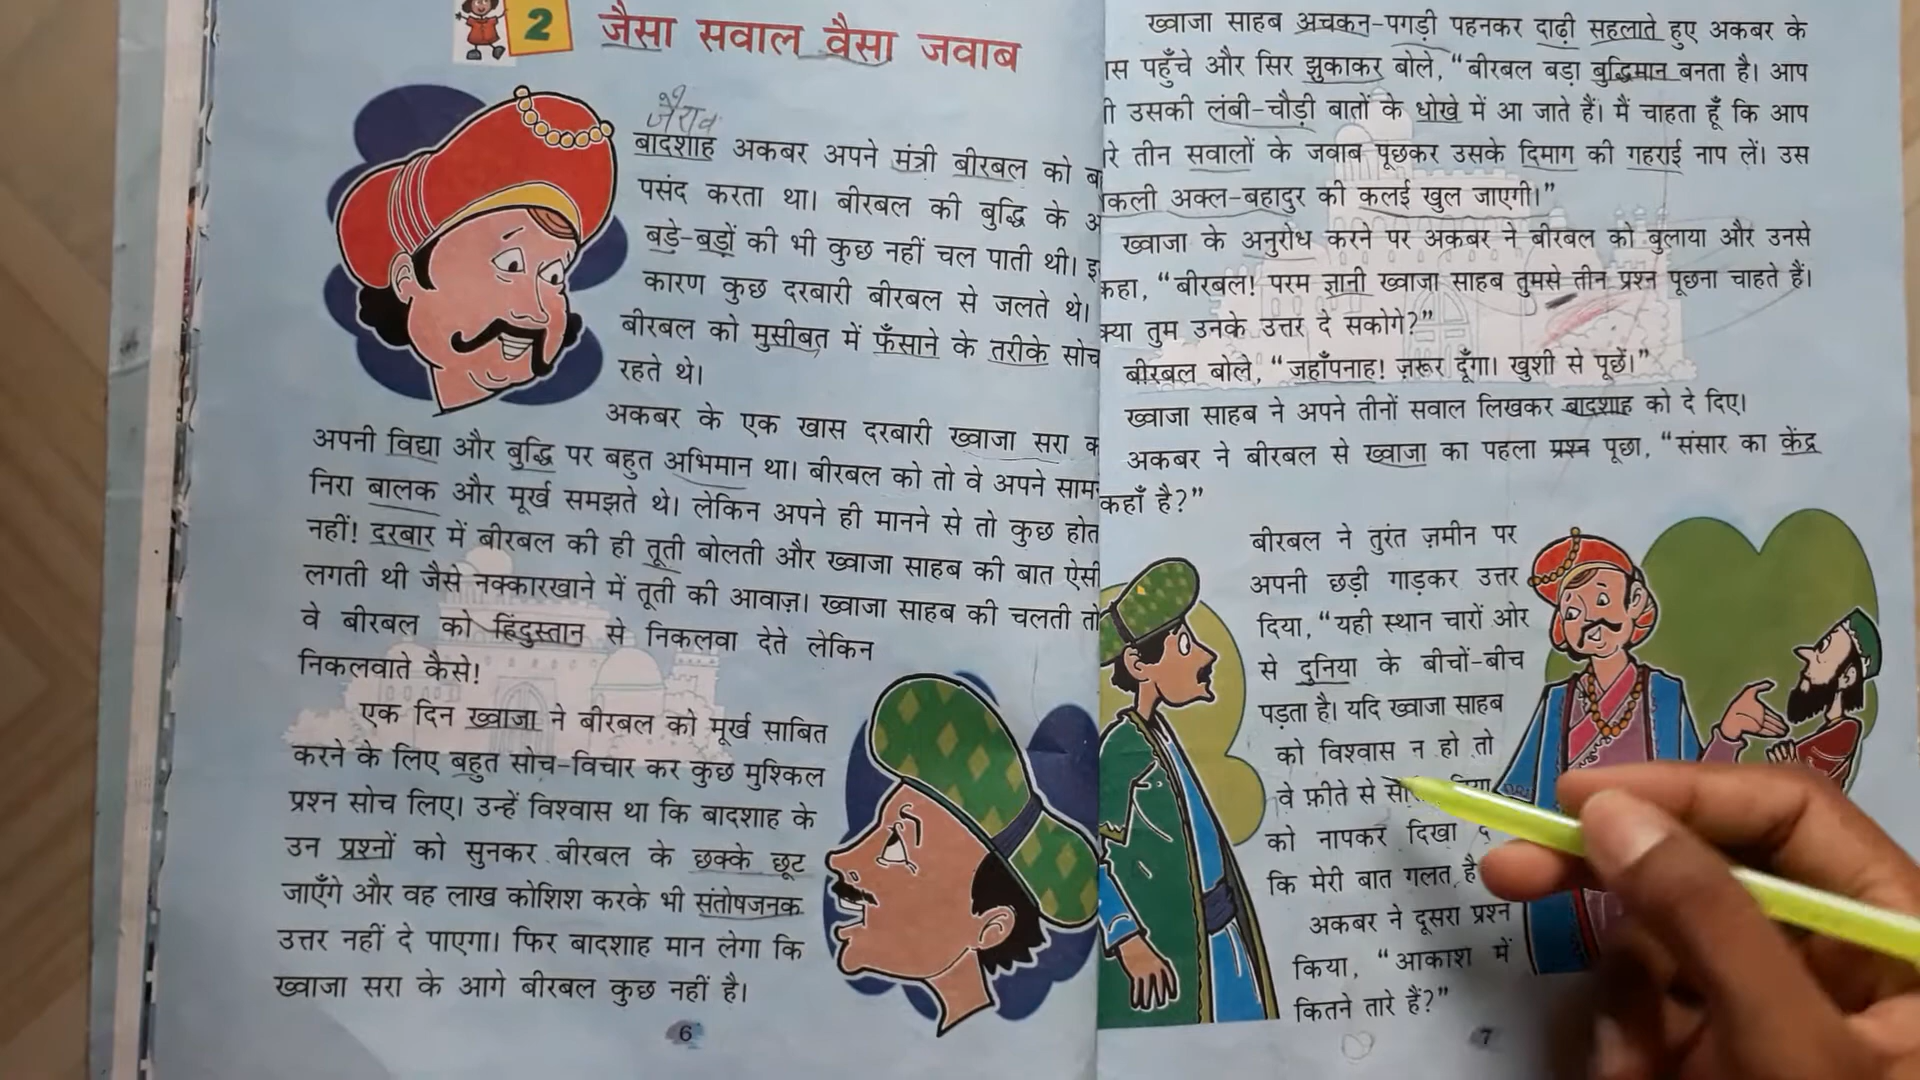 2
जैसा सवाल वैसा जवाब
बादशाह अकबर अपने मंत्री बीरबल को
पसंद करता था। बीरबल की बुद्धि के
बड़े-बड़ों की भी कुछ नहीं चल पाती थी।
कारण कुछ दरबारी बीरबल से जलते थे।
बीरबल को मुसीबत में फँसाने के तरीके सोच
रहते थे।
अकबर के एक खास दरबारी ख्वाजा सरा
अपनी विद्या और बुद्धि पर बहुत अभिमान था। बीरबल को तो वे अपने साम
निरा बालक और मूर्ख समझते थे। लेकिन अपने ही मानने से तो कुछ होत
नहीं! दरबार में बीरबल की ही तूती बोलती और ख्वाजा साहब की बात ऐसी
लगती थी जैसे नक्कारखाने में तूती की आवाज़। ख्वाजा साहब की चलती तो
वे बीरबल को हिंदुस्तान से निकलवा देते लेकिन
निकलवाते कैसे!
एक दिन ख्वाजा ने बीरबल को मूर्ख साबित
करने के लिए बहुत सोच-विचार कर कुछ मुश्किल
प्रश्न सोच लिए। उन्हें विश्वास था कि बादशाह के
उन प्रश्नों को सुनकर बीरबल के छक्के छूट
जाएँगे और वह लाख कोशिश करके भी संतोषजनक
उत्तर नहीं दे पाएगा। फिर बादशाह मान लेगा कि
ख्वाजा सरा के आगे बीरबल कुछ नहीं है।
6
ख्वाजा साहब अचकन-पगड़ी पहनकर दाढ़ी सहलाते हुए अकबर के
स पहुँचे और सिर झुकाकर बोले, “बीरबल बड़ा बुद्धिमान बनता है। आप
ी उसकी लंबी-चौड़ी बातों के धोखे में आ जाते हैं। मैं चाहता हूँ कि आप
रे तीन सवालों के जवाब पूछकर उसके दिमाग की गहराई नाप लें। उस
कली अक्ल-बहादुर की कलई खुल जाएगी।”
ख्वाजा के अनुरोध करने पर अकबर ने बीरबल को बुलाया और उनसे
कहा, “बीरबल! परम ज्ञानी ख्वाजा साहब तुमसे तीन प्रश्न पूछना चाहते हैं।
क्या तुम उनके उत्तर दे सकोगे?”
बीरबल बोले, “जहाँपनाह! ज़रूर दूँगा। खुशी से पूछें।”
ख्वाजा साहब ने अपने तीनों सवाल लिखकर बादशाह को दे दिए।
अकबर ने बीरबल से ख्वाजा का पहला प्रश्न पूछा, “संसार का केंद्र
कहाँ है?”
बीरबल ने तुरंत ज़मीन पर
अपनी छड़ी गाड़कर उत्तर
दिया, “यही स्थान चारों ओर
से दुनिया के बीचों-बीच
पड़ता है। यदि ख्वाजा साहब
को विश्वास न हो तो
वे फ़ीते से
को नापकर दिखा
कि मेरी बात गलत है
अकबर ने दूसरा प्रश्न
किया, “आकाश में
कितने तारे हैं?”
7